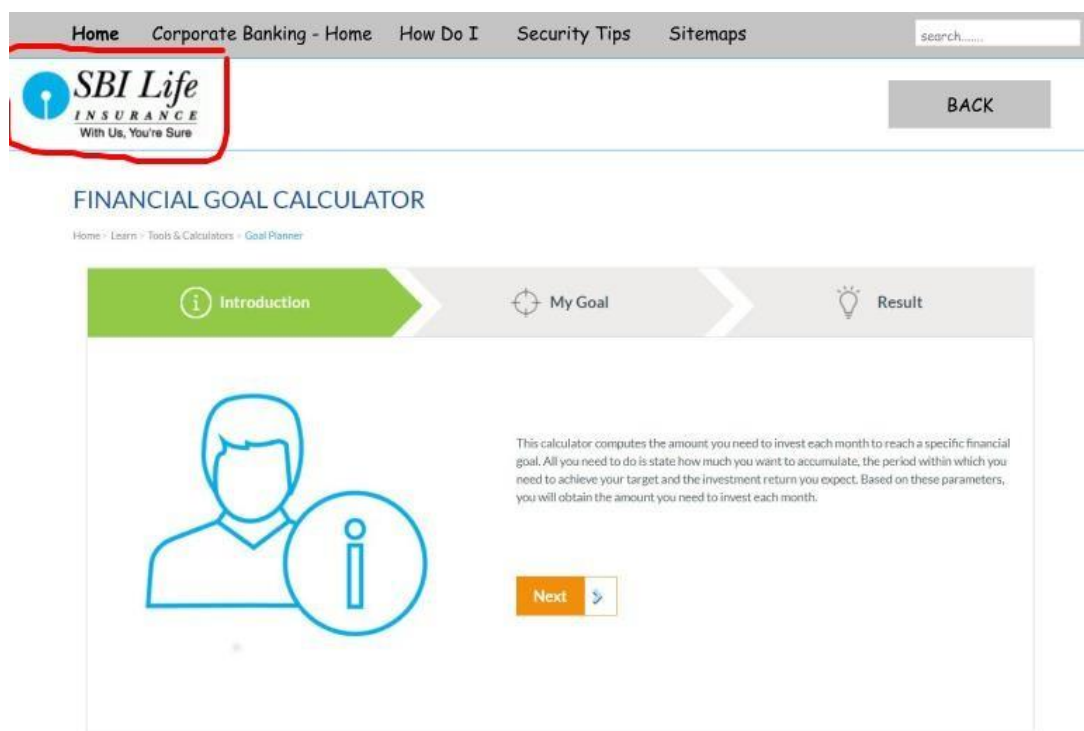 Home Corporate Banking - Home How Do I Security Tips Sitemaps search.......
SBI Life
INSURANCE
With Us, You're Sure
BACK
FINANCIAL GOAL CALCULATOR
Home > Learn > Tools & Calculators > Goal Planner
i Introduction My Goal Result
This calculator computes the amount you need to invest each month to reach a specific financial
goal. All you need to do is state how much you want to accumulate, the period within which you
need to achieve your target and the investment return you expect. Based on these parameters,
you will obtain the amount you need to invest each month.
Next